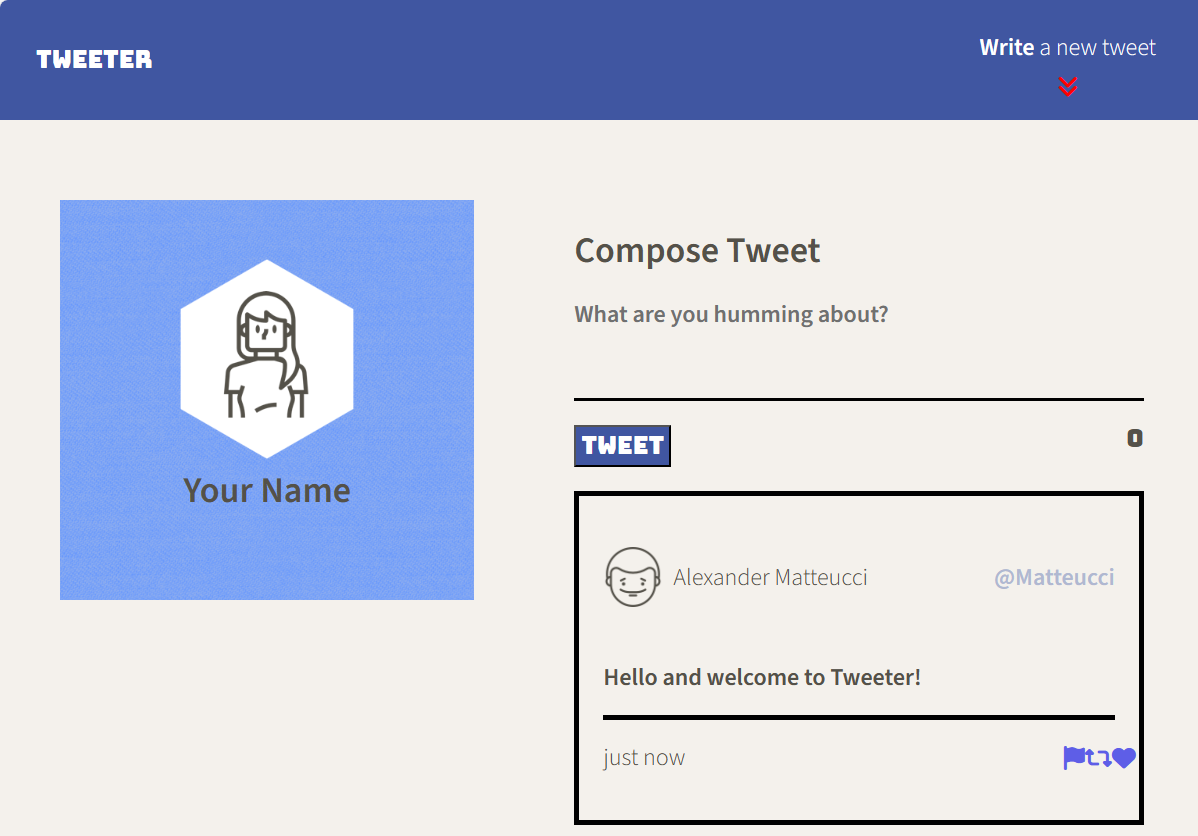 TWEETER
Write a new tweet
Your Name
Compose Tweet
What are you humming about?
TWEET
0
Alexander Matteucci
@Matteucci
Hello and welcome to Tweeter!
just now